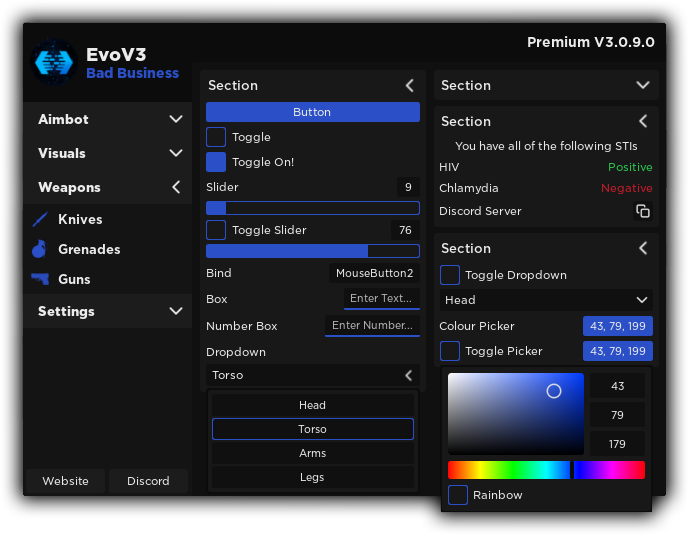 EvoV3
Bad Business
Premium V3.0.9.0
Aimbot
Visuals
Weapons
Knives
Grenades
Guns
Settings
Website
Discord
Section
Button
Toggle
Toggle On!
Slider
9
Toggle Slider
76
Bind
MouseButton2
Box
Enter Text...
Number Box
Enter Number...
Dropdown
Torso
Head
Torso
Arms
Legs
Section
Section
You have all of the following STIs
HIV
Positive
Chlamydia
Negative
Discord Server
Section
Toggle Dropdown
Head
Colour Picker
43, 79, 199
Toggle Picker
43, 79, 199
43
79
179
Rainbow